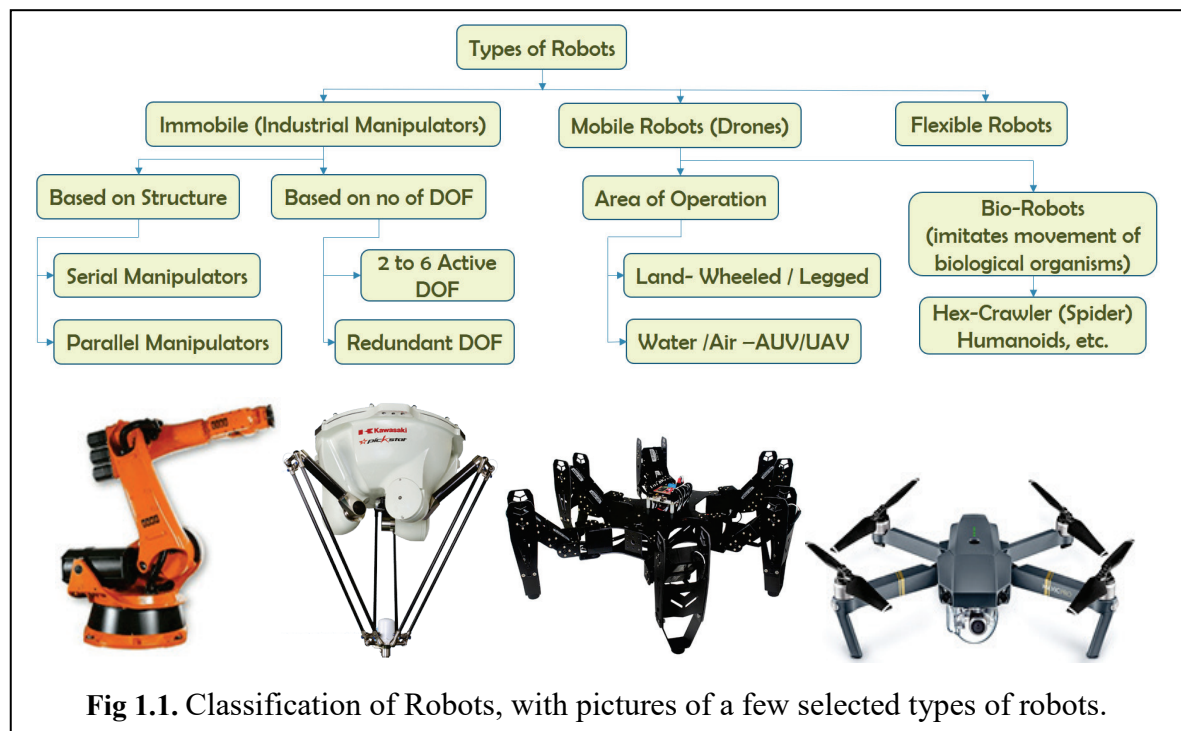 Types of Robots
Immobile (Industrial Manipulators)
Mobile Robots (Drones)
Flexible Robots
Based on Structure
Based on no of DOF
Area of Operation
Bio-Robots
(imitates movement of
biological organisms)
Serial Manipulators
2 to 6 Active
DOF
Land- Wheeled / Legged
Hex-Crawler (Spider)
Humanoids, etc.
Parallel Manipulators
Redundant DOF
Water /Air –AUV/UAV
Kawasaki
picKstar
Fig 1.1. Classification of Robots, with pictures of a few selected types of robots.